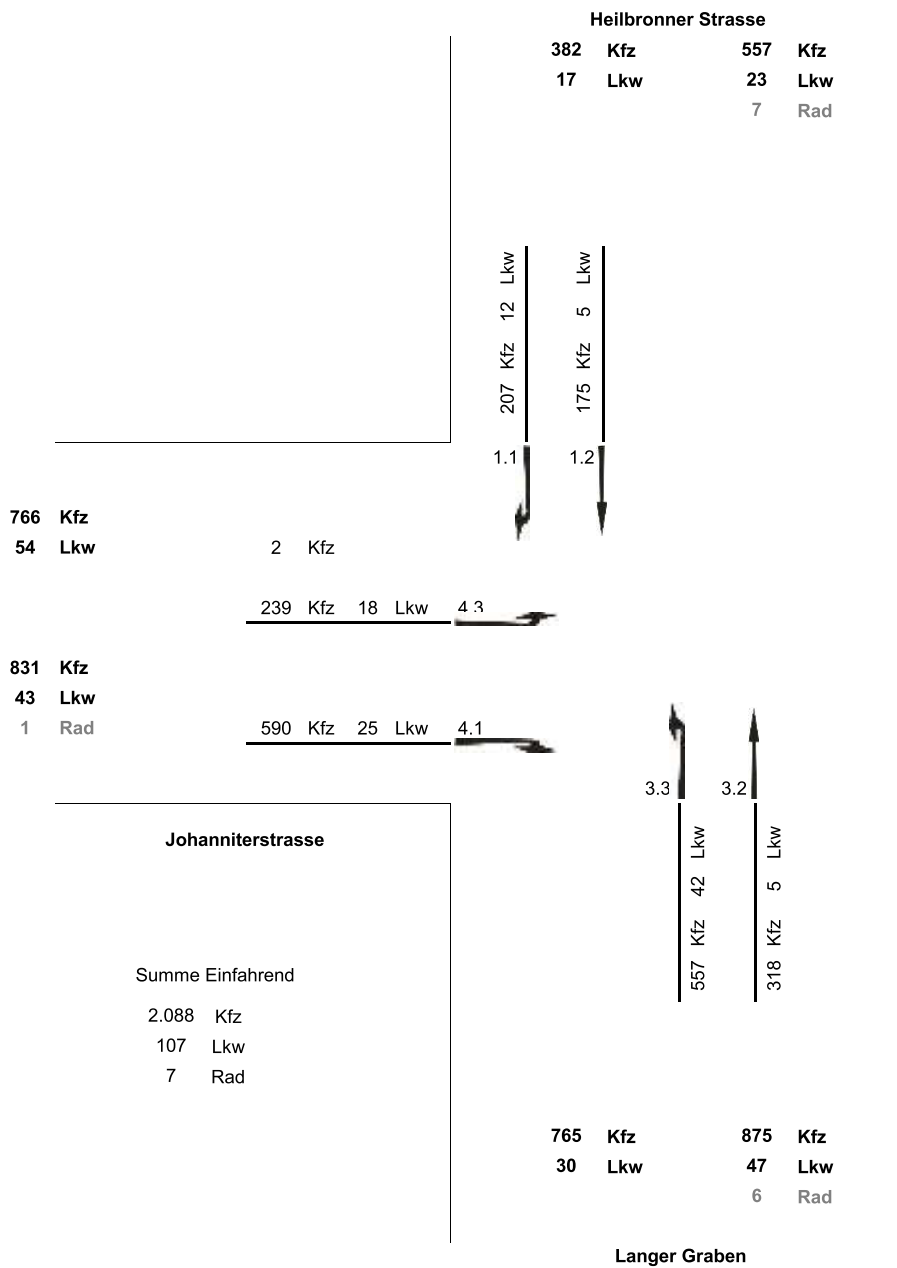 Heilbronner Strasse
382 Kfz 557 Kfz
17 Lkw 23 Lkw
7 Rad
207 Kfz 12 Lkw
175 Kfz 5 Lkw
1.1 1.2
766 Kfz
54 Lkw 2 Kfz
239 Kfz 18 Lkw 4.3
831 Kfz
43 Lkw
1 Rad 590 Kfz 25 Lkw 4.1
3.3 3.2
557 Kfz 42 Lkw
318 Kfz 5 Lkw
Johanniterstrasse
Summe Einfahrend
2.088 Kfz
107 Lkw
7 Rad
765 Kfz 875 Kfz
30 Lkw 47 Lkw
6 Rad
Langer Graben